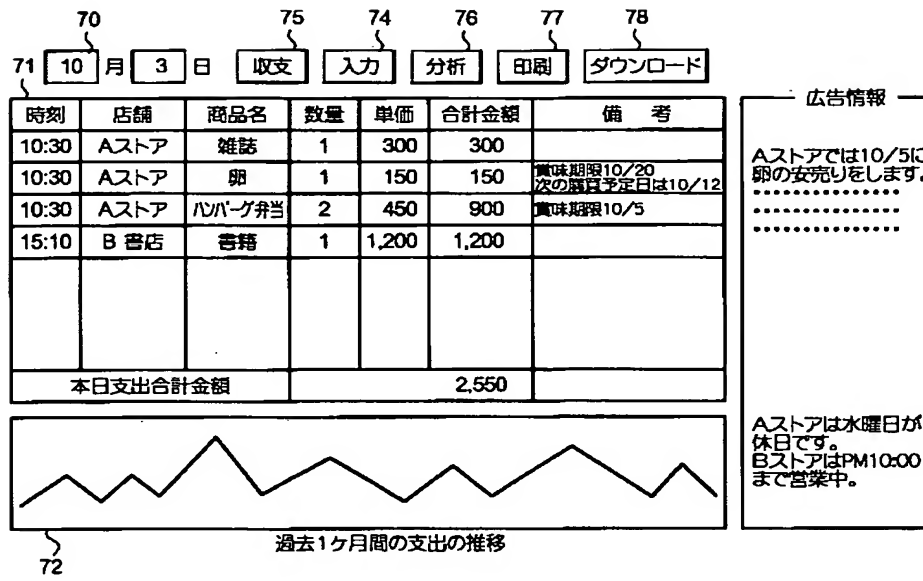 70 75 74 76 77 78
71 10 月 3 日 収支 入力 分析 印刷 ダウンロード
時刻 店舗 商品名 数量 単価 合計金額 備 考
10:30 Aストア 雑誌 1 300 300
10:30 Aストア 卵 1 150 150 賞味期限10/20
次の購買予定日は10/12
10:30 Aストア ハンバーグ弁当 2 450 900 賞味期限10/5
15:10 B 書店 書籍 1 1,200 1,200
本日支出合計金額 2,550
広告情報
Aストアでは10/5に
卵の安売りをします。
Aストアは水曜日が
休日です。
BストアはPM10:00
まで営業中。
過去1ヶ月間の支出の推移
72